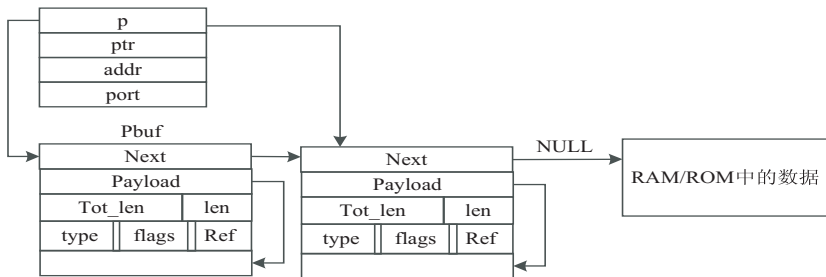 p
ptr
addr
port
Pbuf
Next
Payload
Tot_len len
type flags Ref
Next
Payload
Tot_len len
type flags Ref
NULL
RAM/ROM中的数据